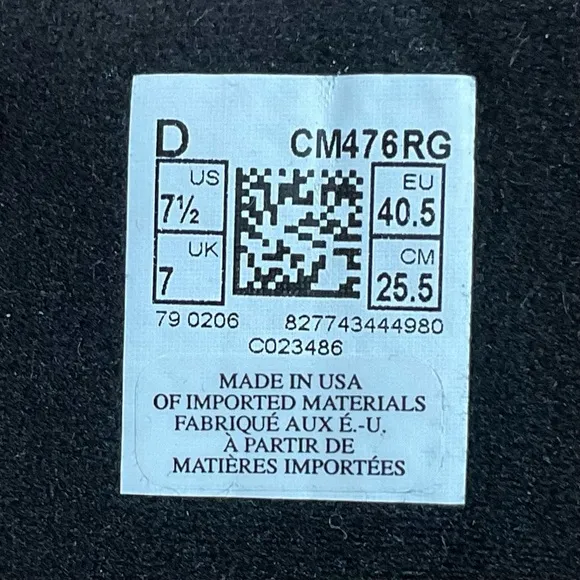 D CM476RG
US
7½
UK
7
EU
40.5
CM
25.5
79 0206 827743444980
C023486
MADE IN USA
OF IMPORTED MATERIALS
FABRIQUÉ AUX É.-U.
À PARTIR DE
MATIÈRES IMPORTÉES